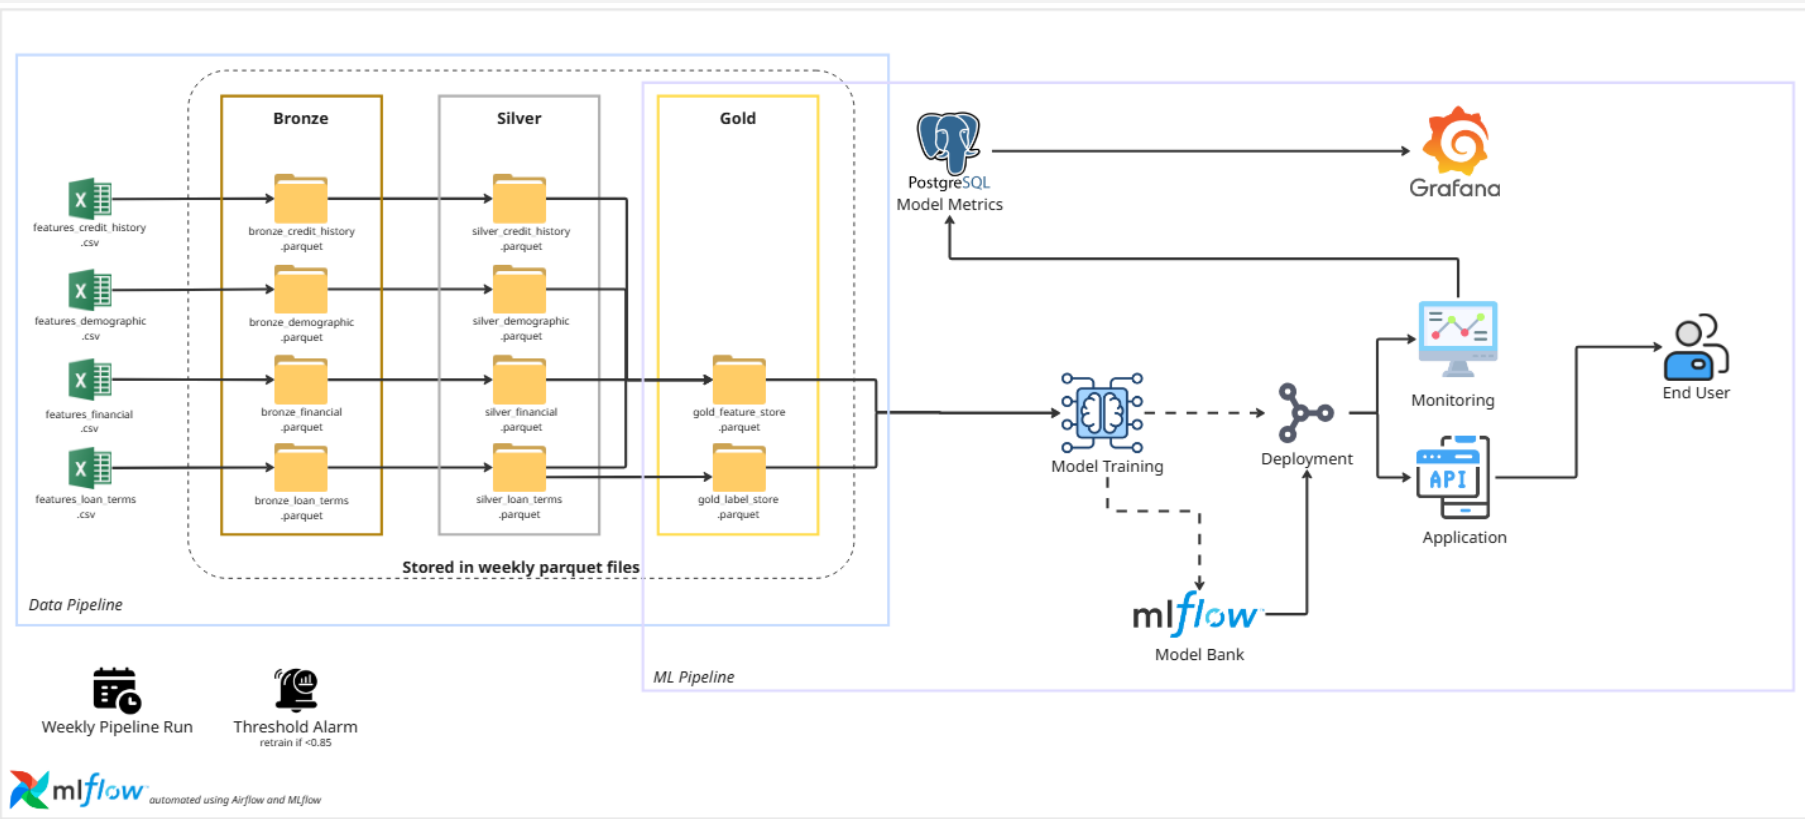 Bronze
Silver
Gold
features_credit_history
.csv
bronze_credit_history
.parquet
silver_credit_history
.parquet
features_demographic
.csv
bronze_demographic
.parquet
silver_demographic
.parquet
features_financial
.csv
bronze_financial
.parquet
silver_financial
.parquet
gold_feature_store
.parquet
features_loan_terms
.csv
bronze_loan_terms
.parquet
silver_loan_terms
.parquet
gold_label_store
.parquet
Stored in weekly parquet files
Data Pipeline
PostgreSQL
Model Metrics
Grafana
Monitoring
End User
Model Training
Deployment
API
Application
mlflow
Model Bank
ML Pipeline
Weekly Pipeline Run
Threshold Alarm
retrain if <0.85
mlflow
automated using Airflow and MLflow